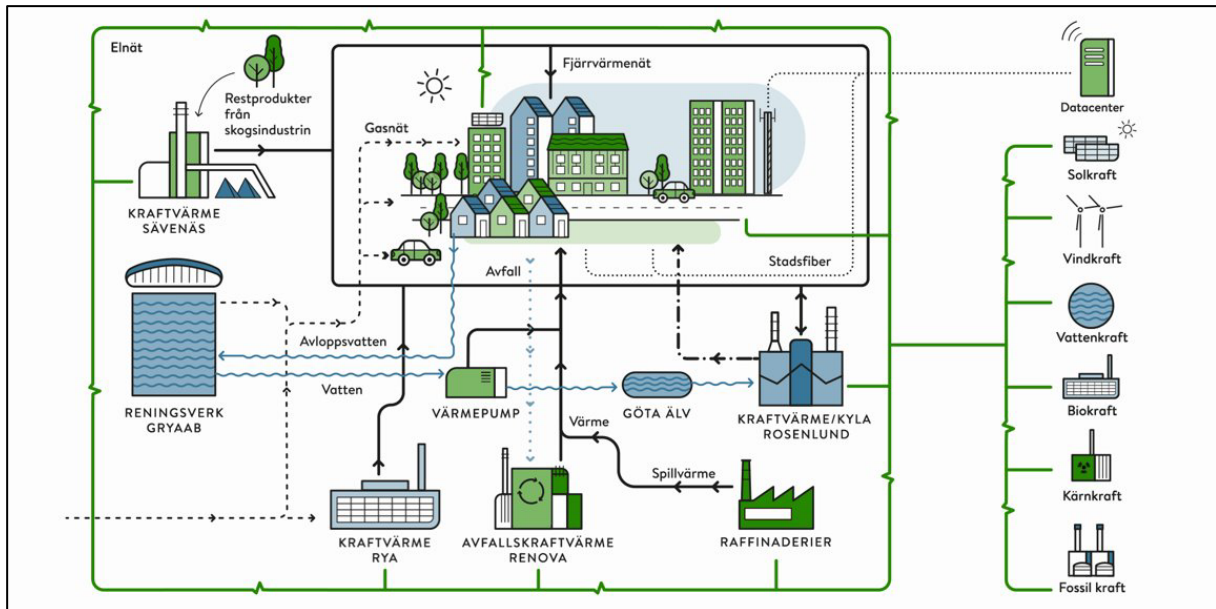 Elnät
Restprodukter
från
skogsindustrin
KRAFTVÄRME
SÄVENÄS
Fjärrvärmenät
Gasnät
Avfall
Stadsfiber
Avloppsvatten
Vatten
RENINGSVERK
GRYAAB
VÄRMEPUMP
GÖTA ÄLV
KRAFTVÄRME/KYLA
ROSENLUND
Värme
Spillvärme
KRAFTVÄRME
RYA
AVFALLSKRAFTVÄRME
RENOVA
RAFFINADERIER
Datacenter
Solkraft
Vindkraft
Vattenkraft
Biokraft
Kärnkraft
Fossil kraft